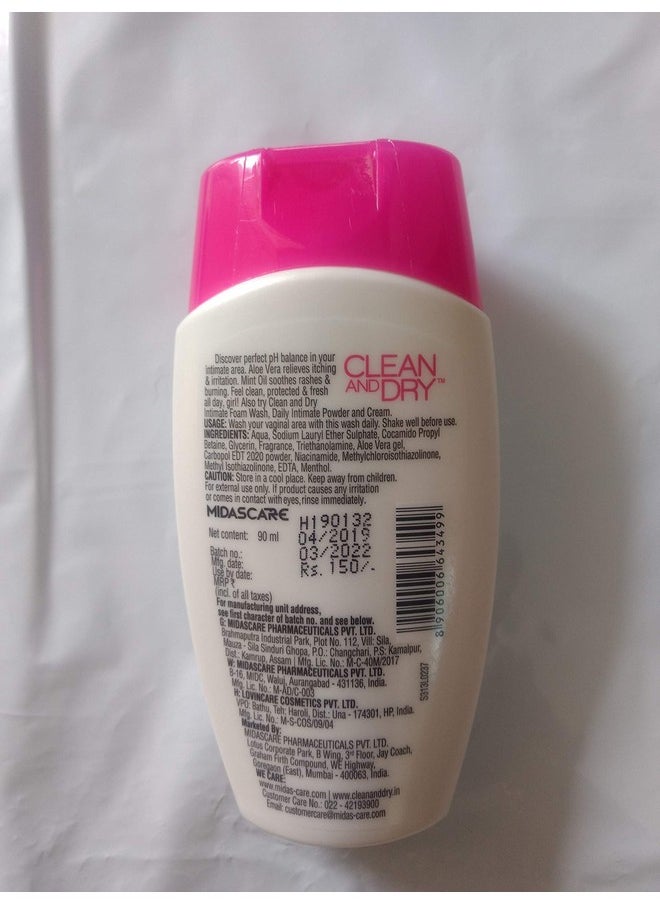 Discover perfect pH balance in your
intimate area. Aloe Vera relieves itching
& irritation. Mint Oil soothes rashes &
burning. Feel clean, protected & fresh
all day, girl! Also try Clean and Dry
Intimate Foam Wash, Daily Intimate Powder and Cream.
CLEAN
AND DRY™
USAGE: Wash your vaginal area with this wash daily. Shake well before use.
INGREDIENTS: Aqua, Sodium Lauryl Ether Sulphate, Cocamido Propyl
Betaine, Glycerin, Fragrance, Triethanolamine, Aloe Vera gel,
Carbopol EDT 2020 powder, Niacinamide, Methylchloroisothiazolinone,
Methyl Isothiazolinone, EDTA, Menthol.
CAUTION: Store in a cool place. Keep away from children.
For external use only. If product causes any irritation
or comes in contact with eyes, rinse immediately.
MIDASCARE
Net content: 90 ml
Batch no.:
Mfg. date:
Use by date:
MRP ₹
(incl. of all taxes)
H190132
04/2019
03/2022
Rs. 150/-
8 906006 643499
For manufacturing unit address,
see first character of batch no. and see below.
G: MIDASCARE PHARMACEUTICALS PVT. LTD.
Brahmaputra Industrial Park, Plot No. 112, Vill: Sila,
Mauza - Sila Sinduri Ghopa, P.O.: Changchari, P.S: Kamalpur,
Dist.: Kamrup, Assam | Mfg. Lic. No.: M-C-40M/2017
W: MIDASCARE PHARMACEUTICALS PVT. LTD.
B-16, MIDC, Waluj, Aurangabad - 431136, India.
Mfg. Lic. No.: M-AD/C-003
H: LOVINCARE COSMETICS PVT. LTD.
VPO: Bathu, Teh: Haroli, Dist.: Una - 174301, HP, India.
Mfg. Lic. No.: M-S-COS/09/04
S313L0237
Marketed By:
MIDASCARE PHARMACEUTICALS PVT. LTD.
Lotus Corporate Park, B Wing, 3rd Floor, Jay Coach,
Graham Firth Compound, WE Highway,
Goregaon (East), Mumbai - 400063, India.
WE CARE:
www.midas-care.com | www.cleananddry.in
Customer Care No.: 022 - 42193900
Email: customercare@midas-care.com